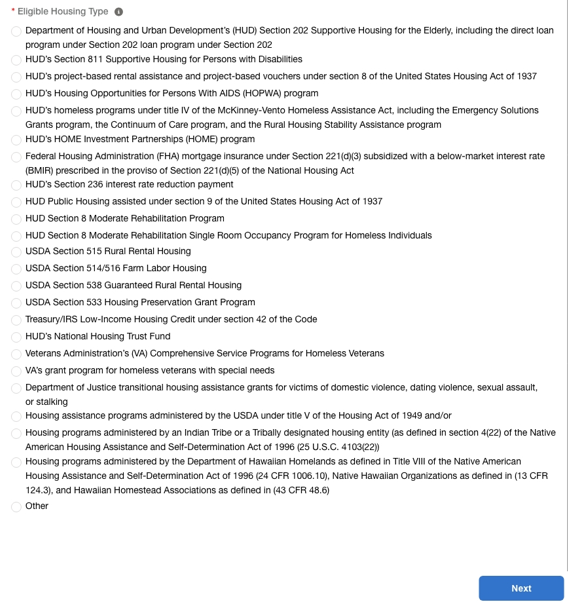 * Eligible Housing Type
Department of Housing and Urban Development's (HUD) Section 202 Supportive Housing for the Elderly, including the direct loan
program under Section 202 loan program under Section 202
HUD's Section 811 Supportive Housing for Persons with Disabilities
HUD's project-based rental assistance and project-based vouchers under section 8 of the United States Housing Act of 1937
HUD's Housing Opportunities for Persons With AIDS (HOPWA) program
HUD's homeless programs under title IV of the McKinney-Vento Homeless Assistance Act, including the Emergency Solutions
Grants program, the Continuum of Care program, and the Rural Housing Stability Assistance program
HUD's HOME Investment Partnerships (HOME) program
Federal Housing Administration (FHA) mortgage insurance under Section 221(d)(3) subsidized with a below-market interest rate
(BMIR) prescribed in the proviso of Section 221(d)(5) of the National Housing Act
HUD's Section 236 interest rate reduction payment
HUD Public Housing assisted under section 9 of the United States Housing Act of 1937
HUD Section 8 Moderate Rehabilitation Program
HUD Section 8 Moderate Rehabilitation Single Room Occupancy Program for Homeless Individuals
USDA Section 515 Rural Rental Housing
USDA Section 514/516 Farm Labor Housing
USDA Section 538 Guaranteed Rural Rental Housing
USDA Section 533 Housing Preservation Grant Program
Treasury/IRS Low-Income Housing Credit under section 42 of the Code
HUD's National Housing Trust Fund
Veterans Administration's (VA) Comprehensive Service Programs for Homeless Veterans
VA's grant program for homeless veterans with special needs
Department of Justice transitional housing assistance grants for victims of domestic violence, dating violence, sexual assault,
or stalking
Housing assistance programs administered by the USDA under title V of the Housing Act of 1949 and/or
Housing programs administered by an Indian Tribe or a Tribally designated housing entity (as defined in section 4(22) of the Native
American Housing Assistance and Self-Determination Act of 1996 (25 U.S.C. 4103(22))
Housing programs administered by the Department of Hawaiian Homelands as defined in Title VIII of the Native American
Housing Assistance and Self-Determination Act of 1996 (24 CFR 1006.10), Native Hawaiian Organizations as defined in (13 CFR
124.3), and Hawaiian Homestead Associations as defined in (43 CFR 48.6)
Other
Next